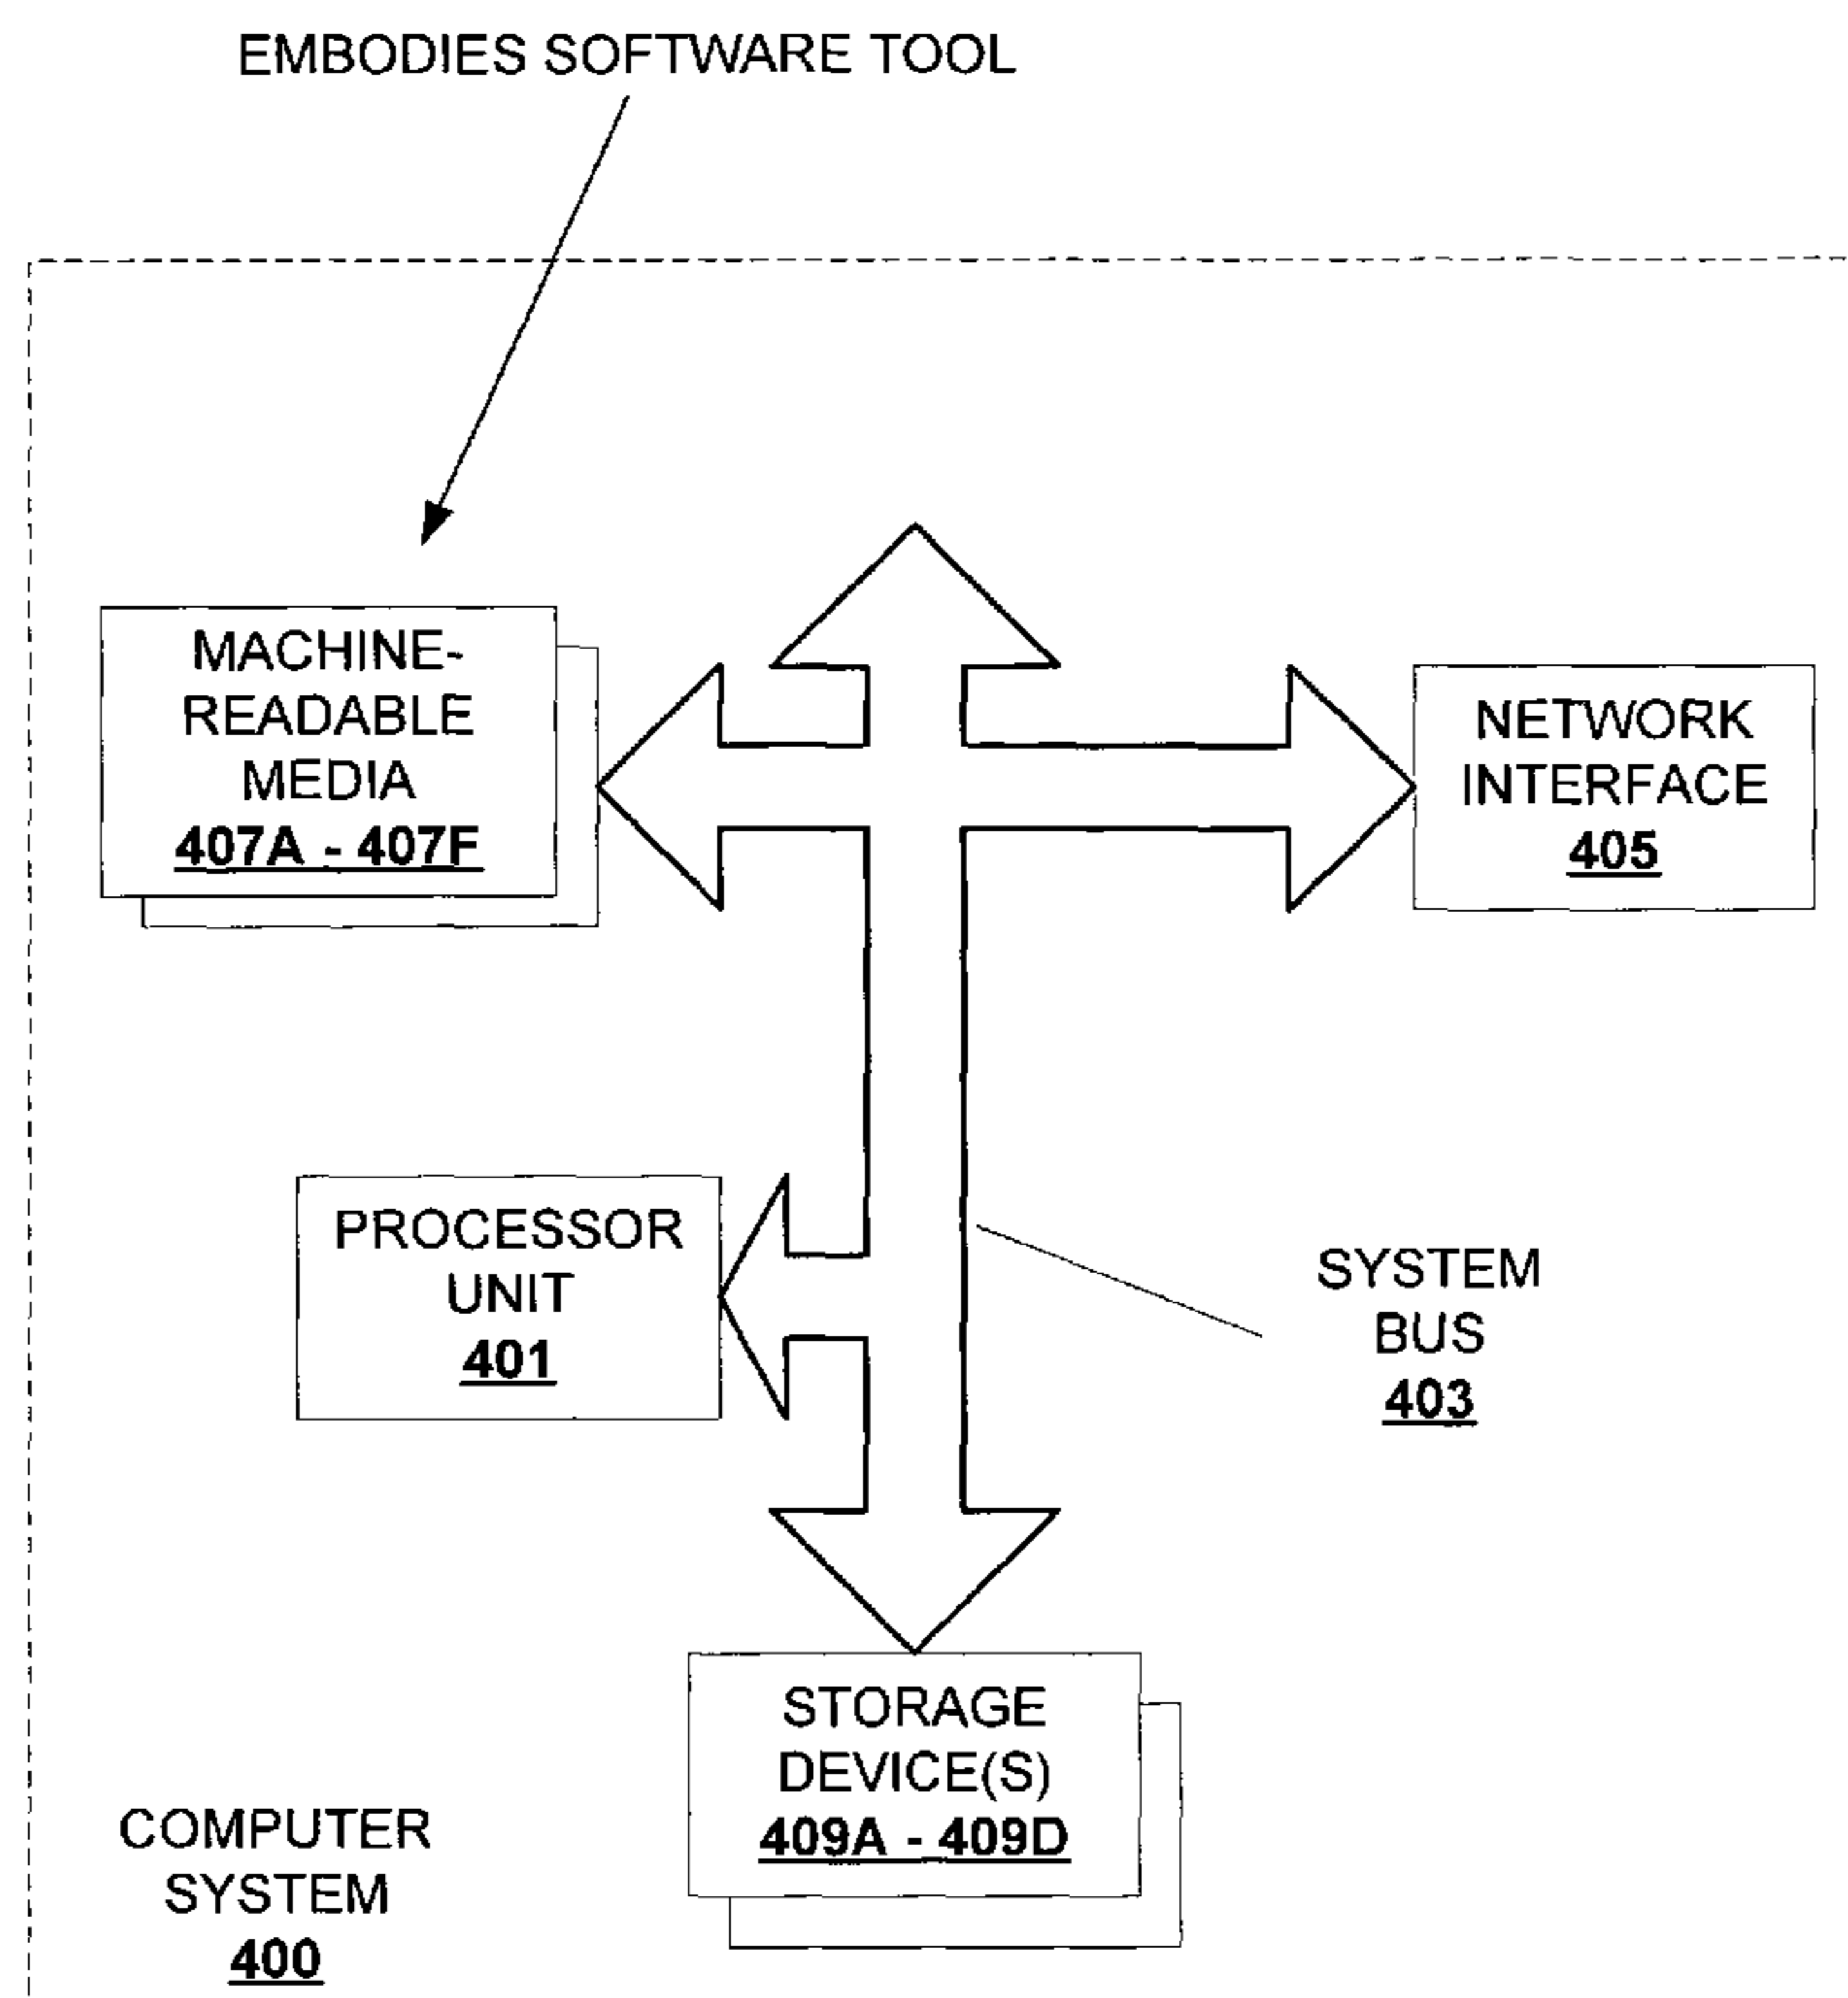 EMBODIES SOFTWARE TOOL
MACHINE-
READABLE
MEDIA
407A - 407F
NETWORK
INTERFACE
405
PROCESSOR
UNIT
401
SYSTEM
BUS
403
STORAGE
DEVICE(S)
409A - 409D
COMPUTER
SYSTEM
400